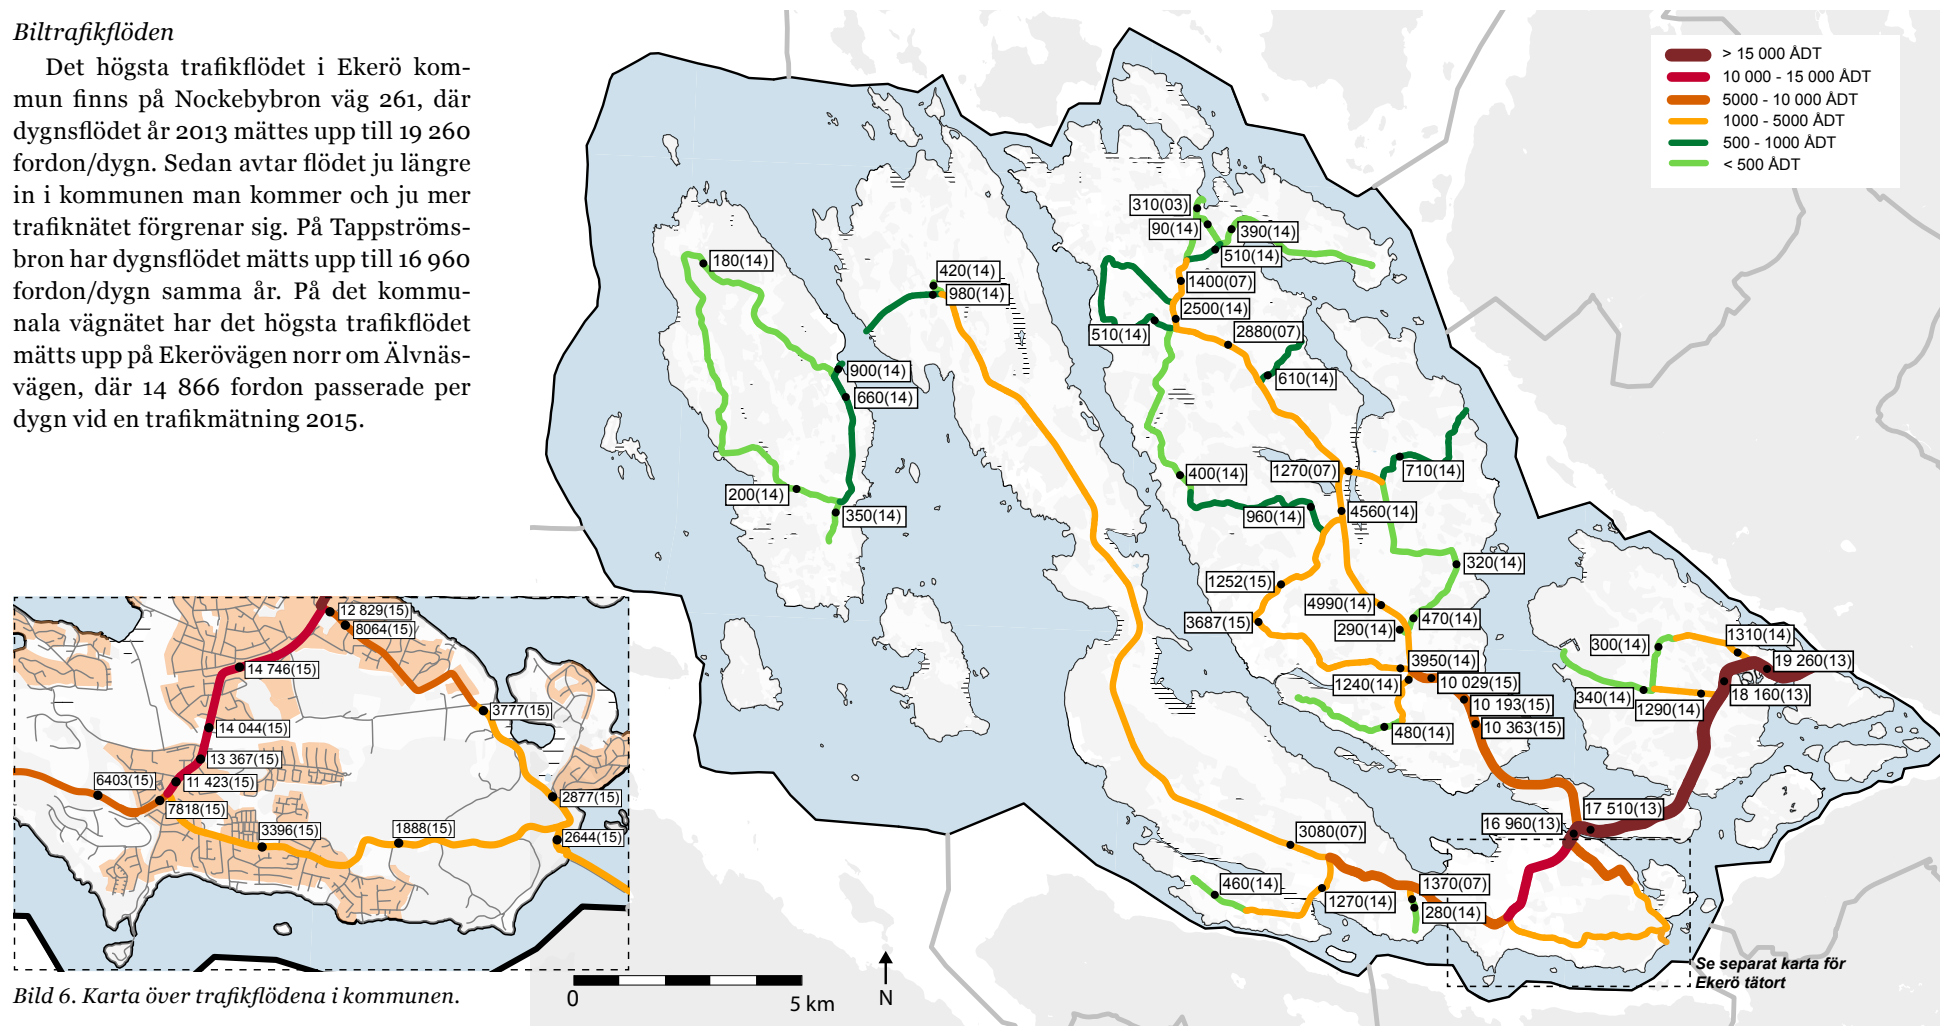 Biltrafikflöden
Det högsta trafikflödet i Ekerö kom-
mun finns på Nockebybron väg 261, där
dygnsflödet år 2013 mättes upp till 19 260
fordon/dygn. Sedan avtar flödet ju längre
in i kommunen man kommer och ju mer
trafiknätet förgrenar sig. På Tappströms-
bron har dygnsflödet mätts upp till 16 960
fordon/dygn samma år. På det kommu-
nala vägnätet har det högsta trafikflödet
mätts upp på Ekerövägen norr om Älvnäs-
vägen, där 14 866 fordon passerade per
dygn vid en trafikmätning 2015.
> 15 000 ÅDT
10 000 - 15 000 ÅDT
5000 - 10 000 ÅDT
1000 - 5000 ÅDT
500 - 1000 ÅDT
< 500 ÅDT
310(03)
90(14)
390(14)
510(14)
180(14)
420(14)
980(14)
1400(07)
2500(14)
510(14)
2880(07)
900(14)
610(14)
660(14)
400(14)
1270(07)
710(14)
200(14)
350(14)
960(14)
4560(14)
320(14)
1252(15)
4990(14)
3687(15)
290(14)
470(14)
300(14)
1310(14)
3950(14)
19 260(13)
1240(14)
10 029(15)
340(14)
1290(14)
18 160(13)
10 193(15)
480(14)
10 363(15)
17 510(13)
16 960(13)
3080(07)
460(14)
1270(14)
1370(07)
280(14)
12 829(15)
8064(15)
14 746(15)
3777(15)
14 044(15)
13 367(15)
6403(15)
11 423(15)
7818(15)
2877(15)
3396(15)
1888(15)
2644(15)
Se separat karta för
Ekerö tätort
0
5 km
N
Bild 6. Karta över trafikflödena i kommunen.